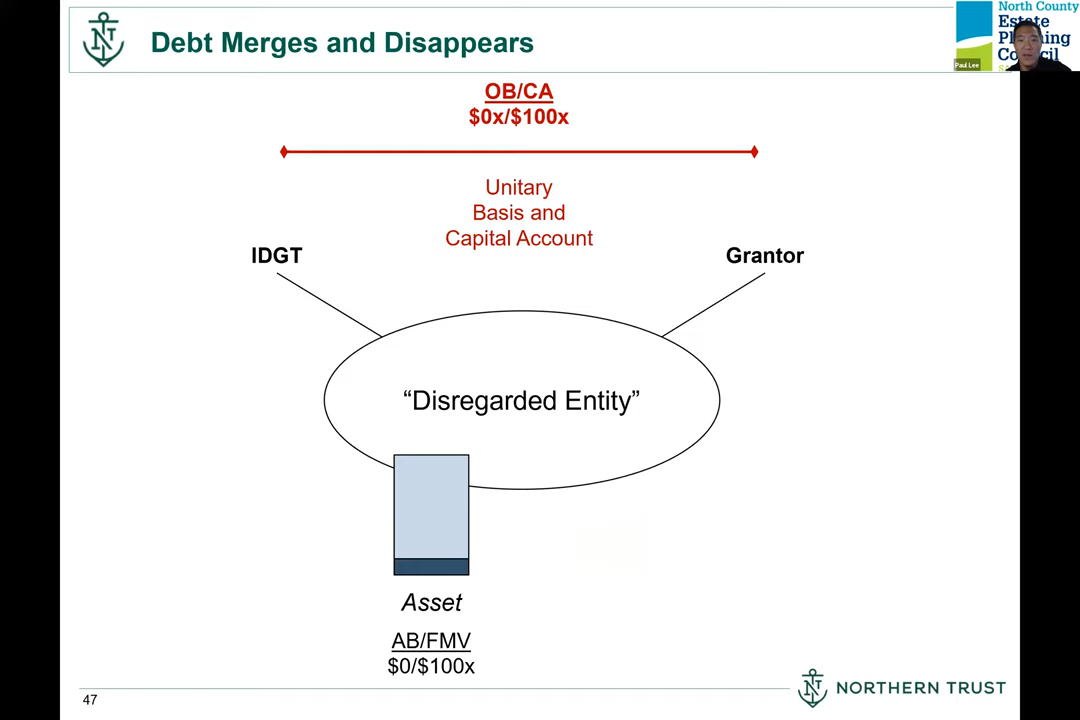 Debt Merges and Disappears
North County
Estate
Planning
Council
Paul Lee
OB/CA
$0x/$100x
Unitary
Basis and
Capital Account
IDGT
Grantor
“Disregarded Entity”
Asset
AB/FMV
$0/$100x
47
NORTHERN TRUST